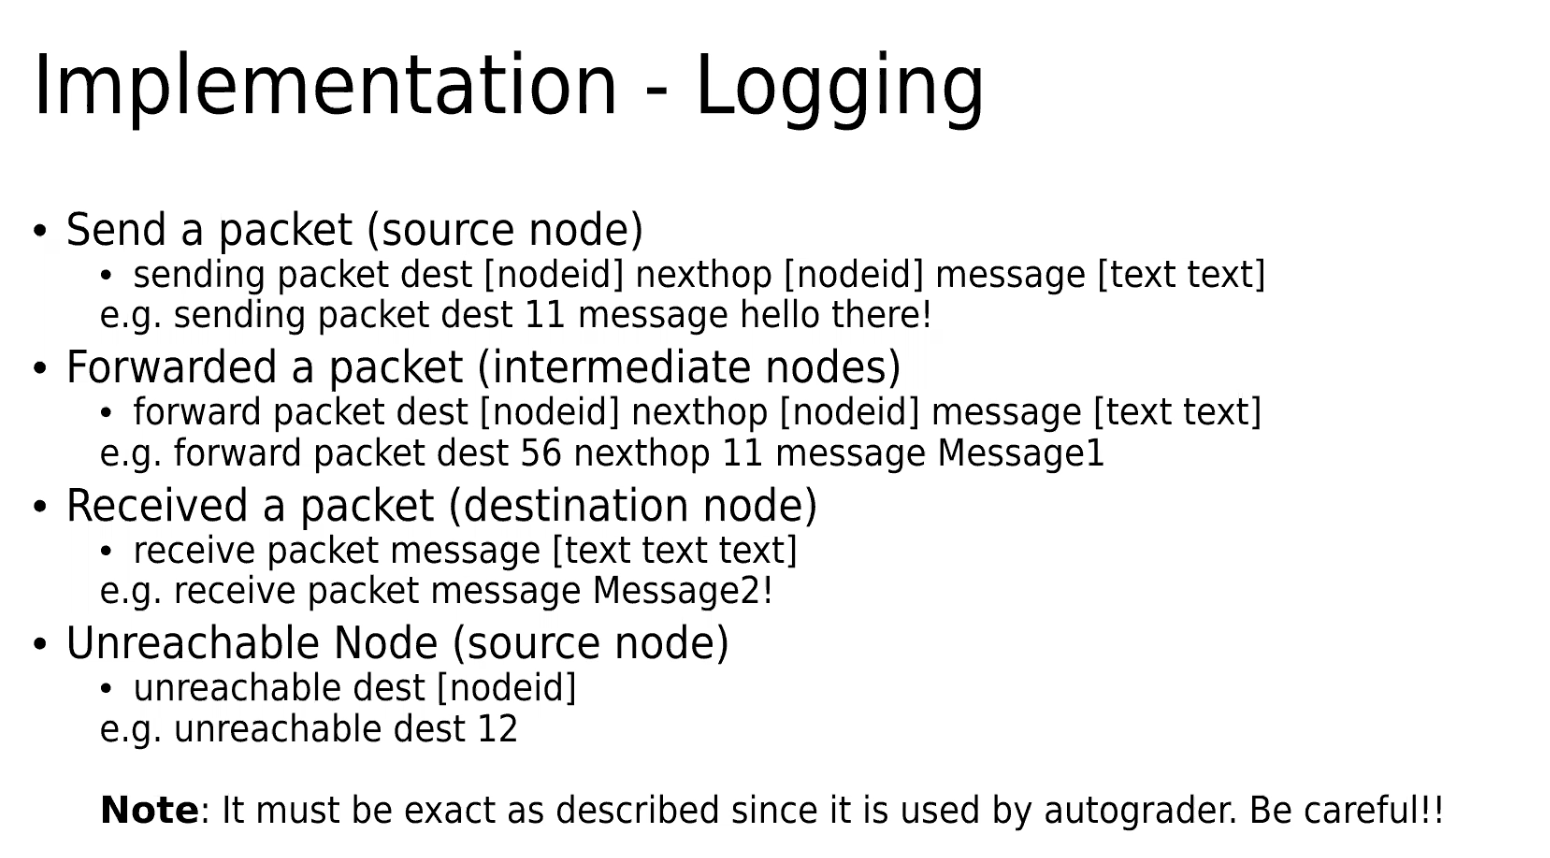 Implementation - Logging
• Send a packet (source node)
• sending packet dest [nodeid] nexthop [nodeid] message [text text]
e.g. sending packet dest 11 message hello there!
• Forwarded a packet (intermediate nodes)
• forward packet dest [nodeid] nexthop [nodeid] message [text text]
e.g. forward packet dest 56 nexthop 11 message Message1
• Received a packet (destination node)
• receive packet message [text text text]
e.g. receive packet message Message2!
• Unreachable Node (source node)
• unreachable dest [nodeid]
e.g. unreachable dest 12
Note: It must be exact as described since it is used by autograder. Be careful!!